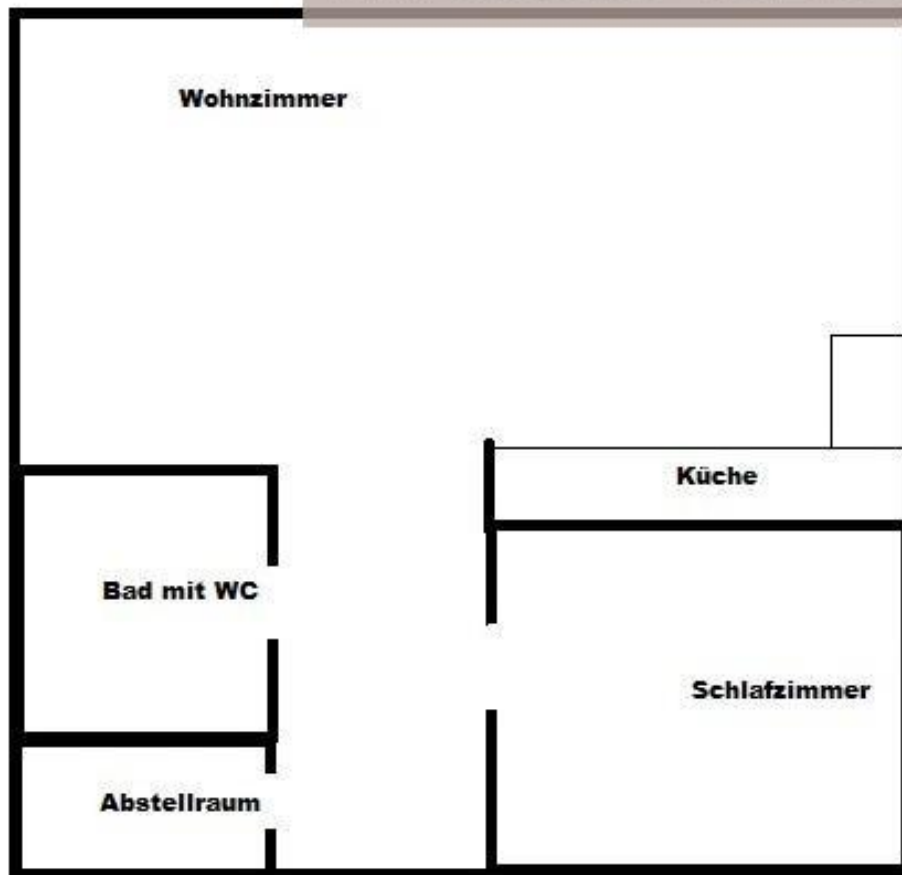 Wohnzimmer
Küche
Bad mit WC
Schlafzimmer
Abstellraum